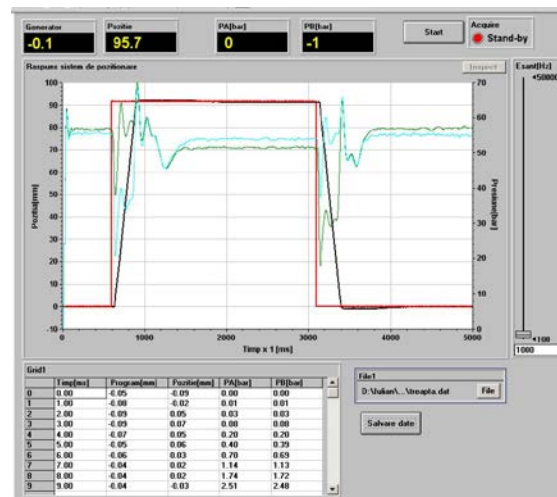 Generator
-0.1
Pozitie
95.7
PA[bar]
0
PB[bar]
-1
Start
Acquire
Stand-by
Raspuns sistem de pozitionare
Inspect
Esant[Hz]
100
90
80
70
60
50
40
30
20
10
0
-10
Pozitia[mm]
70
60
50
40
30
20
10
0
Presiune[bar]
0
1000
2000
3000
4000
5000
Timp x 1 [ms]
100
1000
Grid1
Timp[ms] Program[mm] Pozitie[mm] PA[bar] PB[bar]
0 0.00 -0.05 -0.09 0.00 0.00
1 1.00 -0.08 -0.02 0.01 0.01
2 2.00 -0.09 0.05 0.03 0.03
3 3.00 -0.09 0.07 0.08 0.08
4 4.00 -0.07 0.05 0.20 0.20
5 5.00 -0.05 0.06 0.40 0.39
6 6.00 -0.06 0.03 0.70 0.69
7 7.00 -0.04 0.02 1.14 1.13
8 8.00 -0.04 0.02 1.74 1.72
9 9.00 -0.04 -0.03 2.51 2.48
File1
D:\Iulian\...\treapta.dat
File
Salvare date